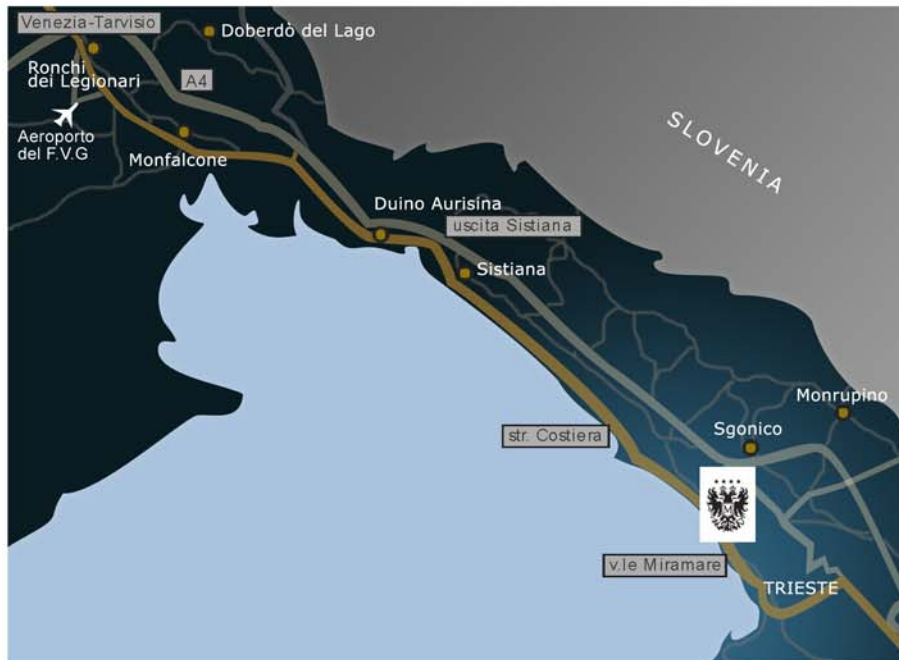 Venezia-Tarvisio
Doberdò del Lago
Ronchi
dei Legionari
A4
Aeroporto
del F.V.G
Monfalcone
SLOVENIA
Duino Aurisina
uscita Sistiana
Sistiana
Monrupino
Sgonico
str. Costiera
M
v.le Miramare
TRIESTE